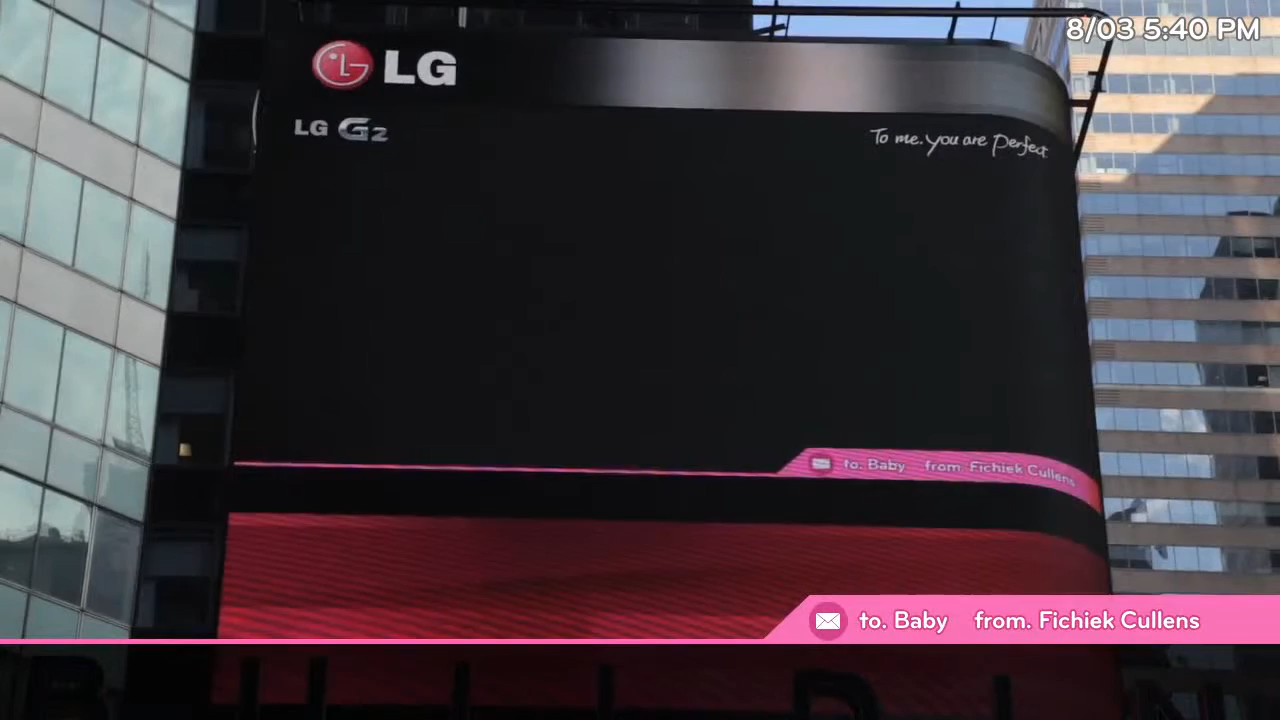 8/03 5:40 PM
LG
LG G2
To me. you are perfect
to. Baby from. Fichiek Cullens
to. Baby from. Fichiek Cullens